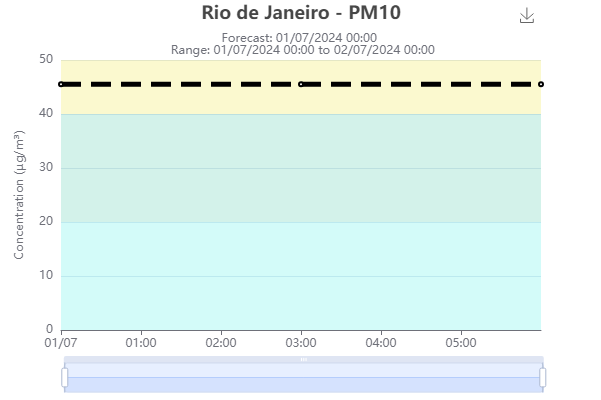 Rio de Janeiro - PM10
Forecast: 01/07/2024 00:00
Range: 01/07/2024 00:00 to 02/07/2024 00:00
Concentration (µg/m³)
50
40
30
20
10
0
01/07 01:00 02:00 03:00 04:00 05:00